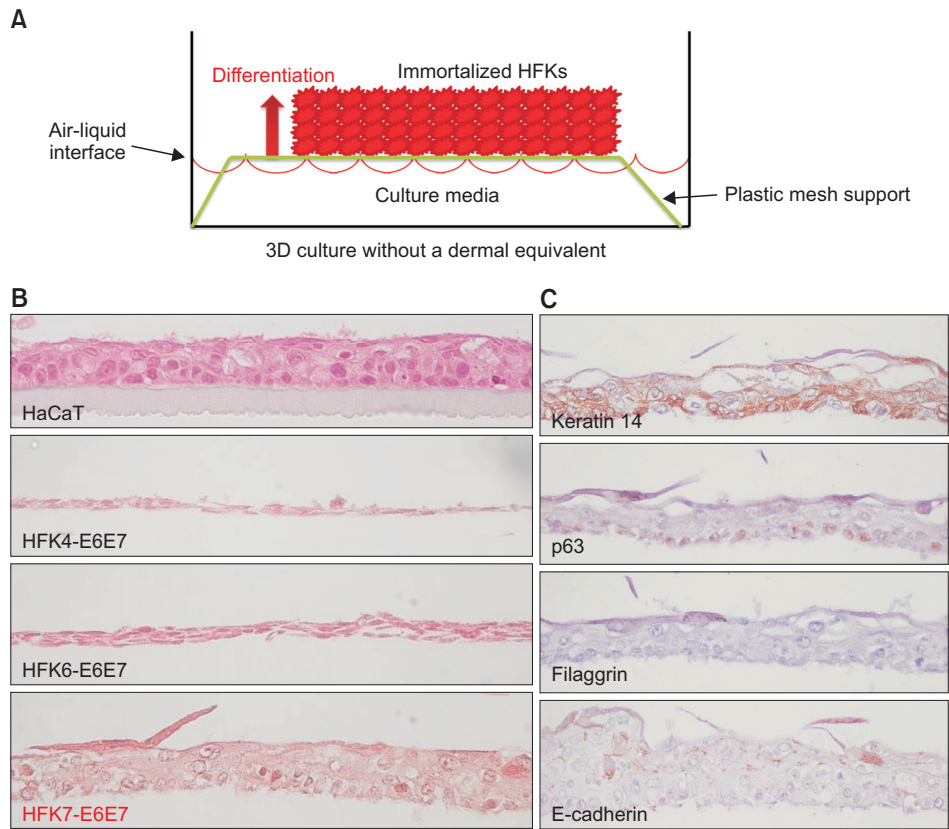 A
Differentiation
Immortalized HFKs
Air-liquid
interface
Culture media
Plastic mesh support
3D culture without a dermal equivalent
B
HaCaT
HFK4-E6E7
HFK6-E6E7
HFK7-E6E7
C
Keratin 14
p63
Filaggrin
E-cadherin